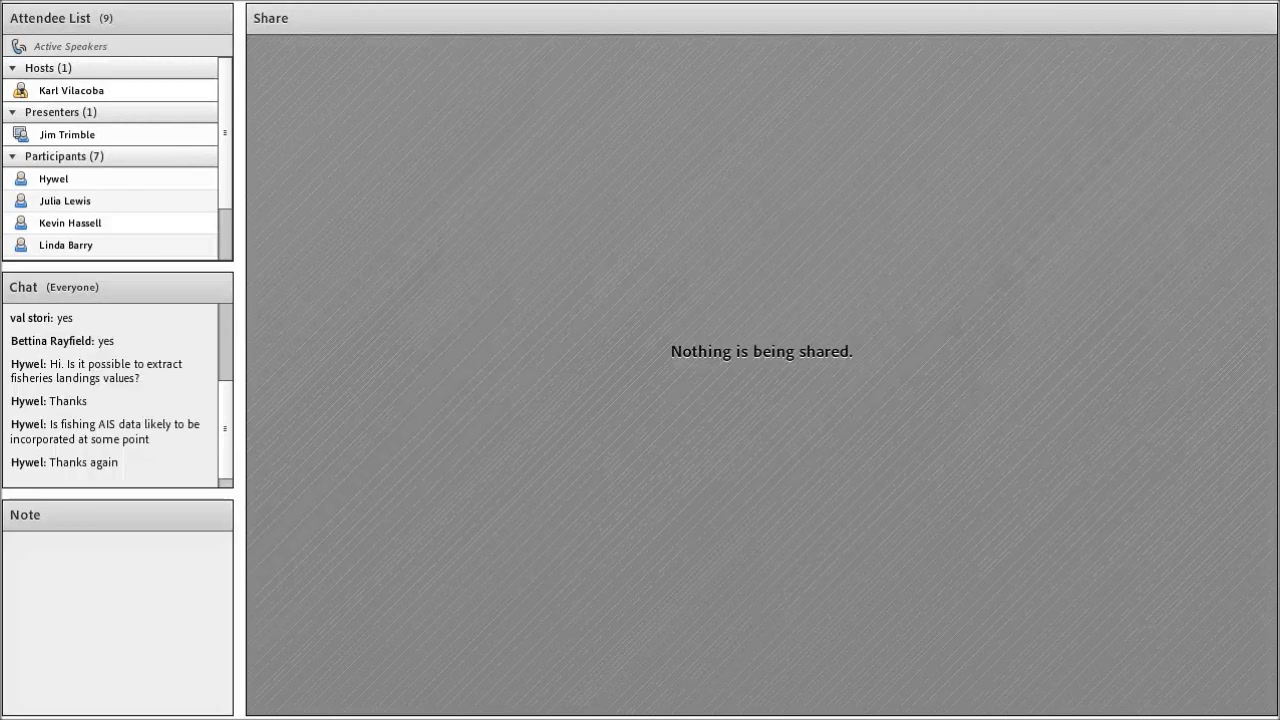 Attendee List (9)
Active Speakers
Hosts (1)
Karl Vilacoba
Presenters (1)
Jim Trimble
Participants (7)
Hywel
Julia Lewis
Kevin Hassell
Linda Barry
Chat (Everyone)
val stori: yes
Bettina Rayfield: yes
Hywel: Hi. Is it possible to extract
fisheries landings values?
Hywel: Thanks
Hywel: Is fishing AIS data likely to be
incorporated at some point
Hywel: Thanks again
Note
Share
Nothing is being shared.